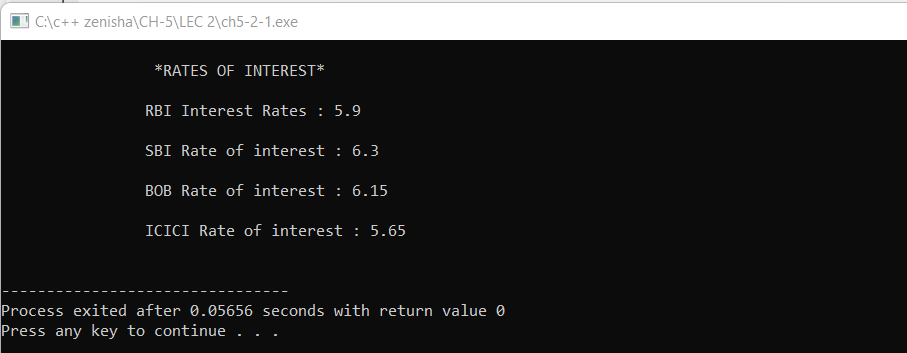 C:\c++ zenisha\CH-5\LEC 2\ch5-2-1.exe
*RATES OF INTEREST*
RBI Interest Rates : 5.9
SBI Rate of interest : 6.3
BOB Rate of interest : 6.15
ICICI Rate of interest : 5.65
--------------------------------
Process exited after 0.05656 seconds with return value 0
Press any key to continue . . .